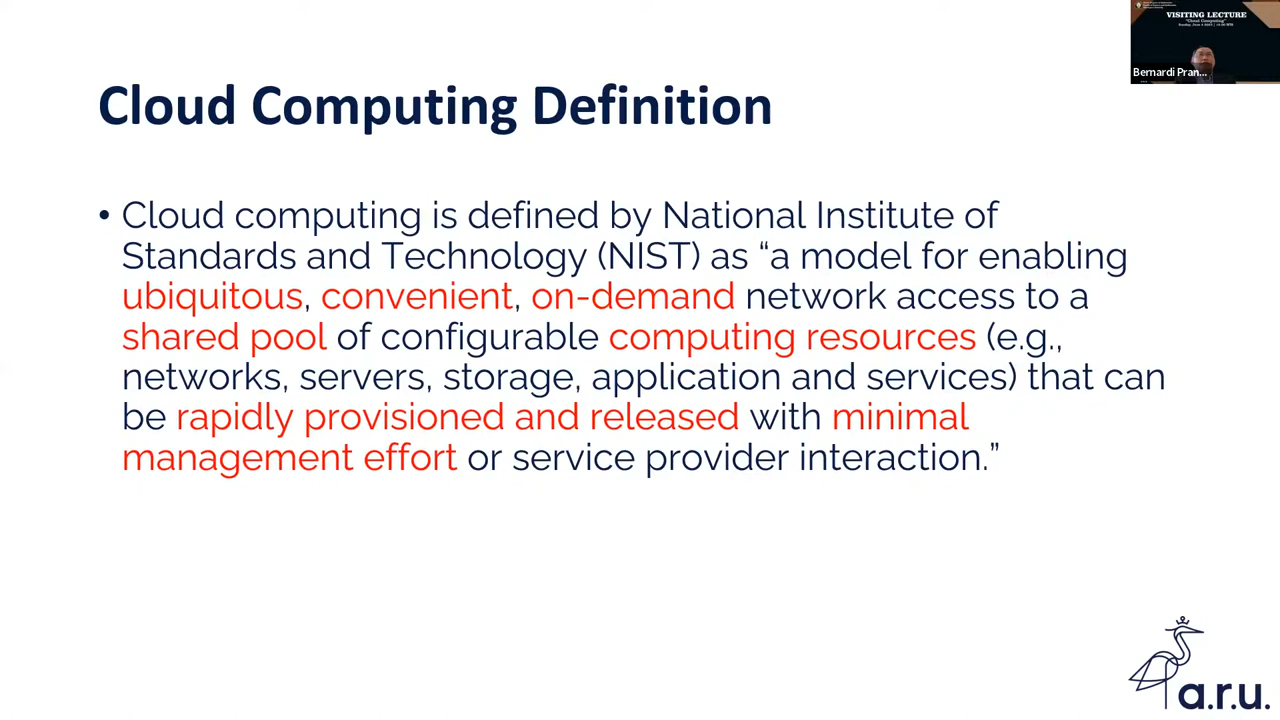 VISITING LECTURE
"Cloud Computing"
Bernardi Pran...
Cloud Computing Definition
• Cloud computing is defined by National Institute of
Standards and Technology (NIST) as “a model for enabling
ubiquitous, convenient, on-demand network access to a
shared pool of configurable computing resources (e.g.,
networks, servers, storage, application and services) that can
be rapidly provisioned and released with minimal
management effort or service provider interaction.”
a.r.u.